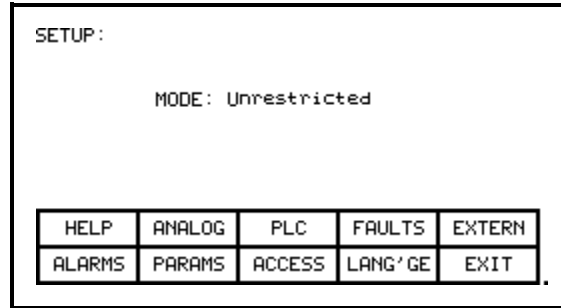 SETUP:
MODE: Unrestricted
HELP ANALOG PLC FAULTS EXTERN
ALARMS PARAMS ACCESS LANG'GE EXIT
.